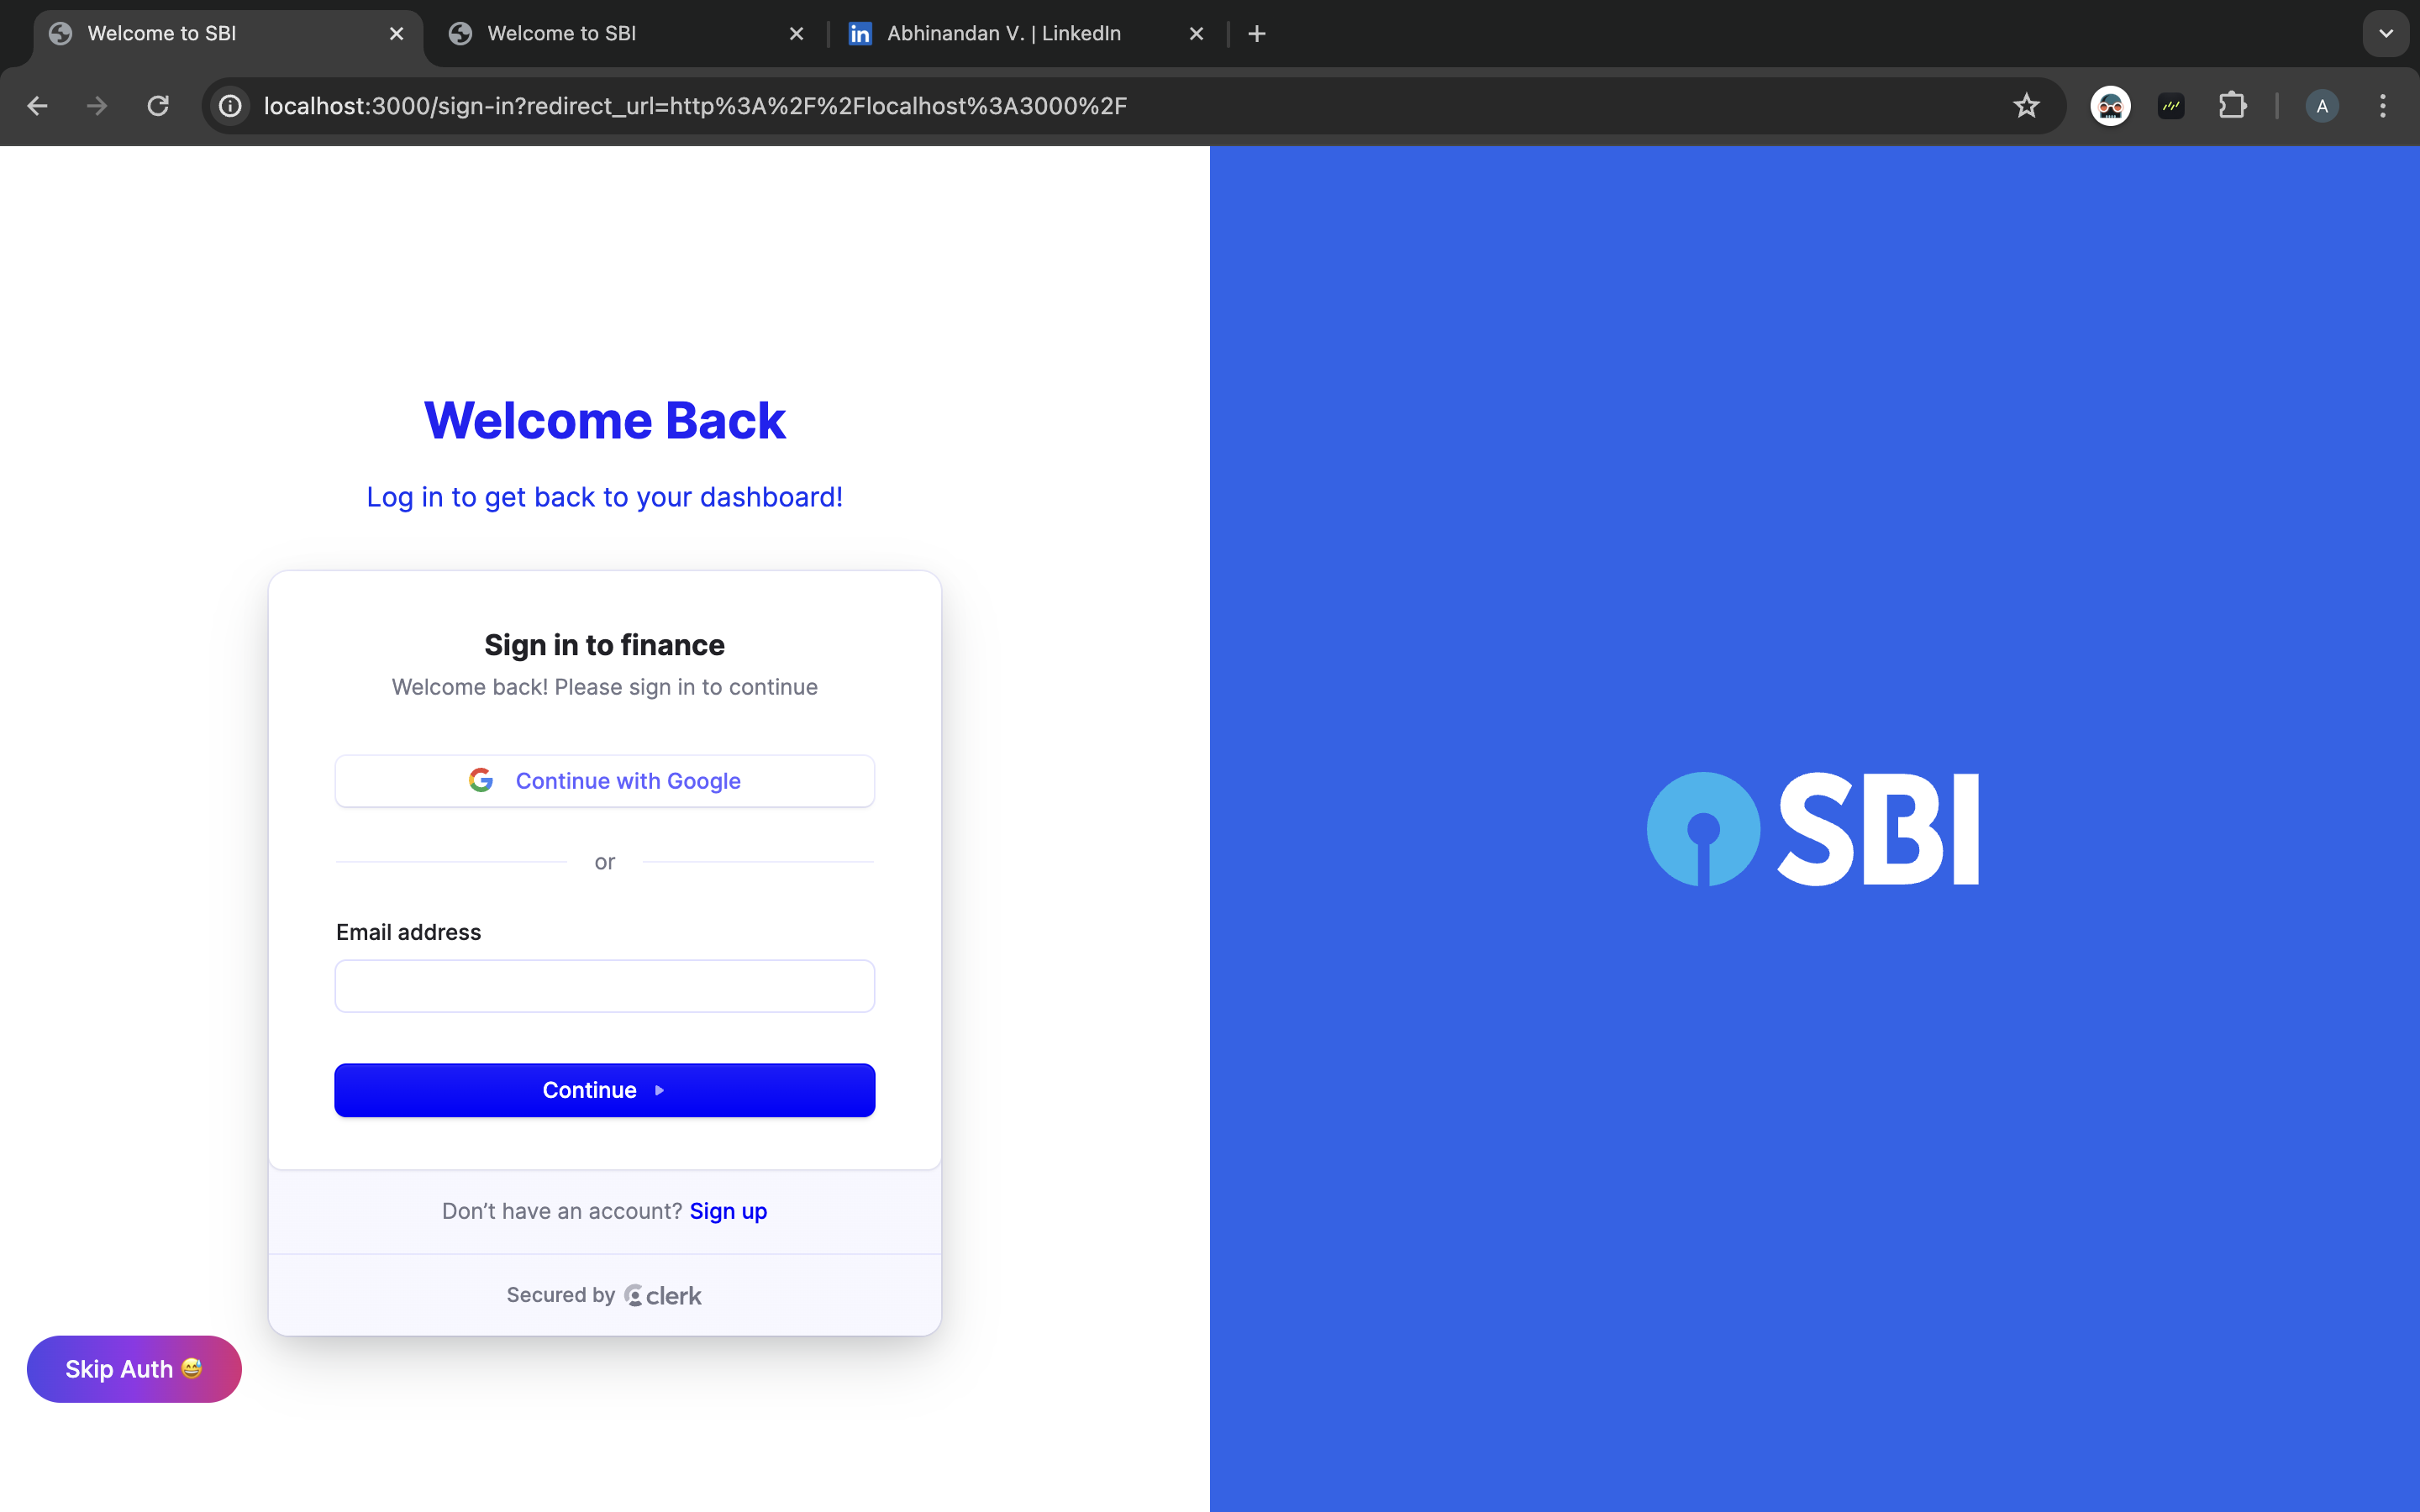 Welcome to SBI
Welcome to SBI
Abhinandan V. | LinkedIn
localhost:3000/sign-in?redirect_url=http%3A%2F%2Flocalhost%3A3000%2F
A
Welcome Back
Log in to get back to your dashboard!
Sign in to finance
Welcome back! Please sign in to continue
Continue with Google
or
Email address
Continue
Don’t have an account? Sign up
Secured by clerk
Skip Auth 😅
SBI